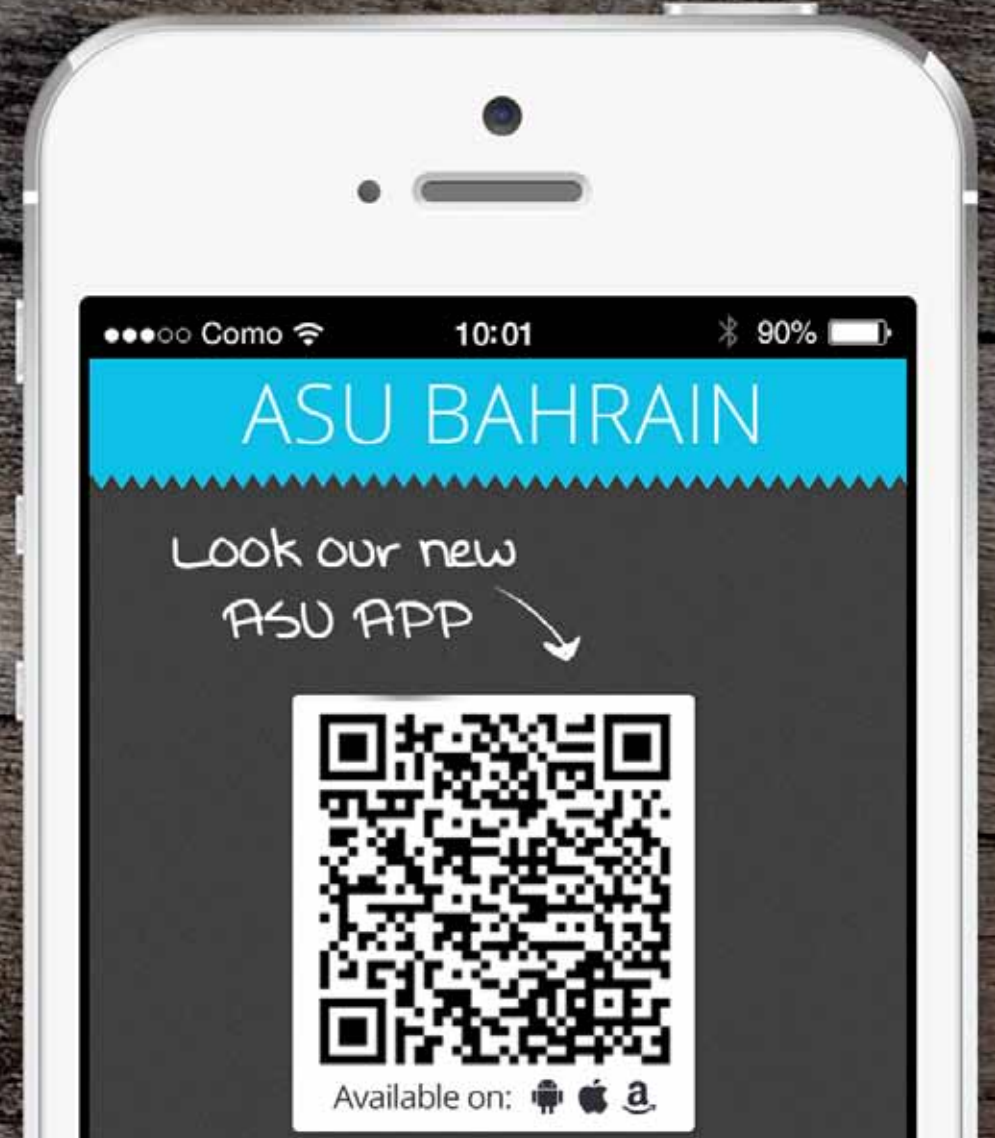 Como 10:01 90%
ASU BAHRAIN
Look our new
ASU APP
Available on: